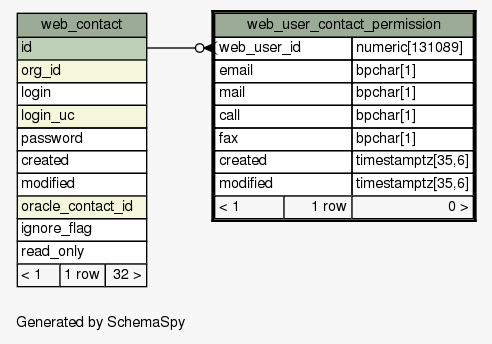 web_contact
id
org_id
login
login_uc
password
created
modified
oracle_contact_id
ignore_flag
read_only
< 1 1 row 32 >
web_user_contact_permission
web_user_id numeric[131089]
email bpchar[1]
mail bpchar[1]
call bpchar[1]
fax bpchar[1]
created timestamptz[35,6]
modified timestamptz[35,6]
< 1 1 row 0 >
Generated by SchemaSpy